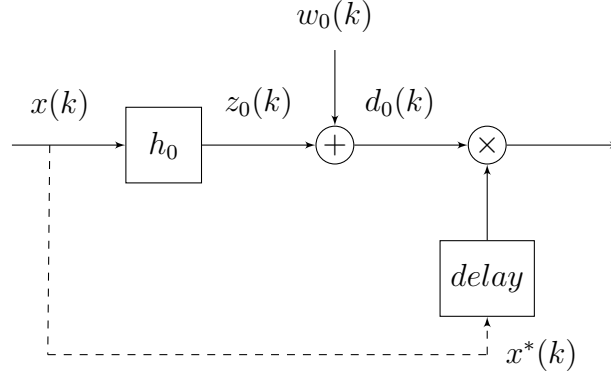 w₀(k)
x(k)
z₀(k)
d₀(k)
h₀
+
×
delay
x*(k)